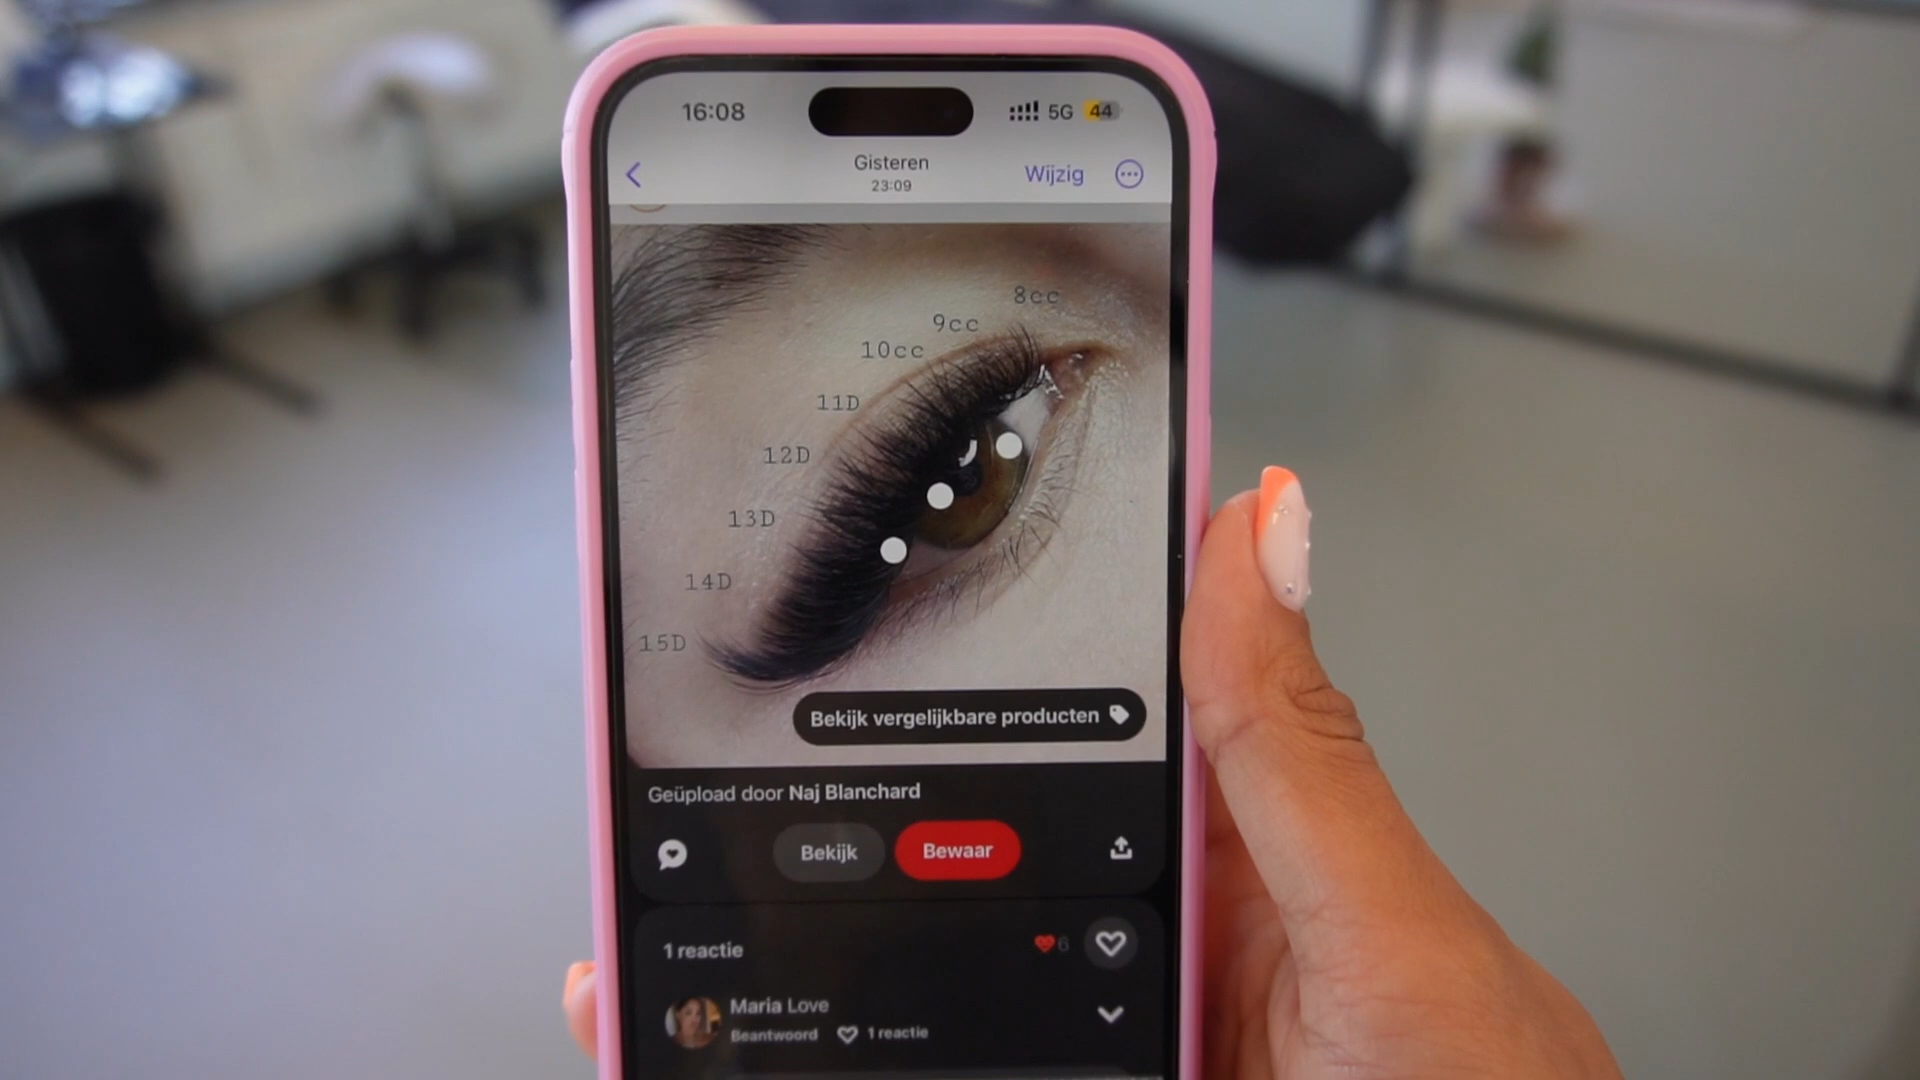 16:08
5G 44
Gisteren
23:09
Wijzig
8cc
9cc
10cc
11D
12D
13D
14D
15D
Bekijk vergelijkbare producten
Geüpload door Naj Blanchard
Bekijk
Bewaar
1 reactie
6
Maria Love
Beantwoord
1 reactie